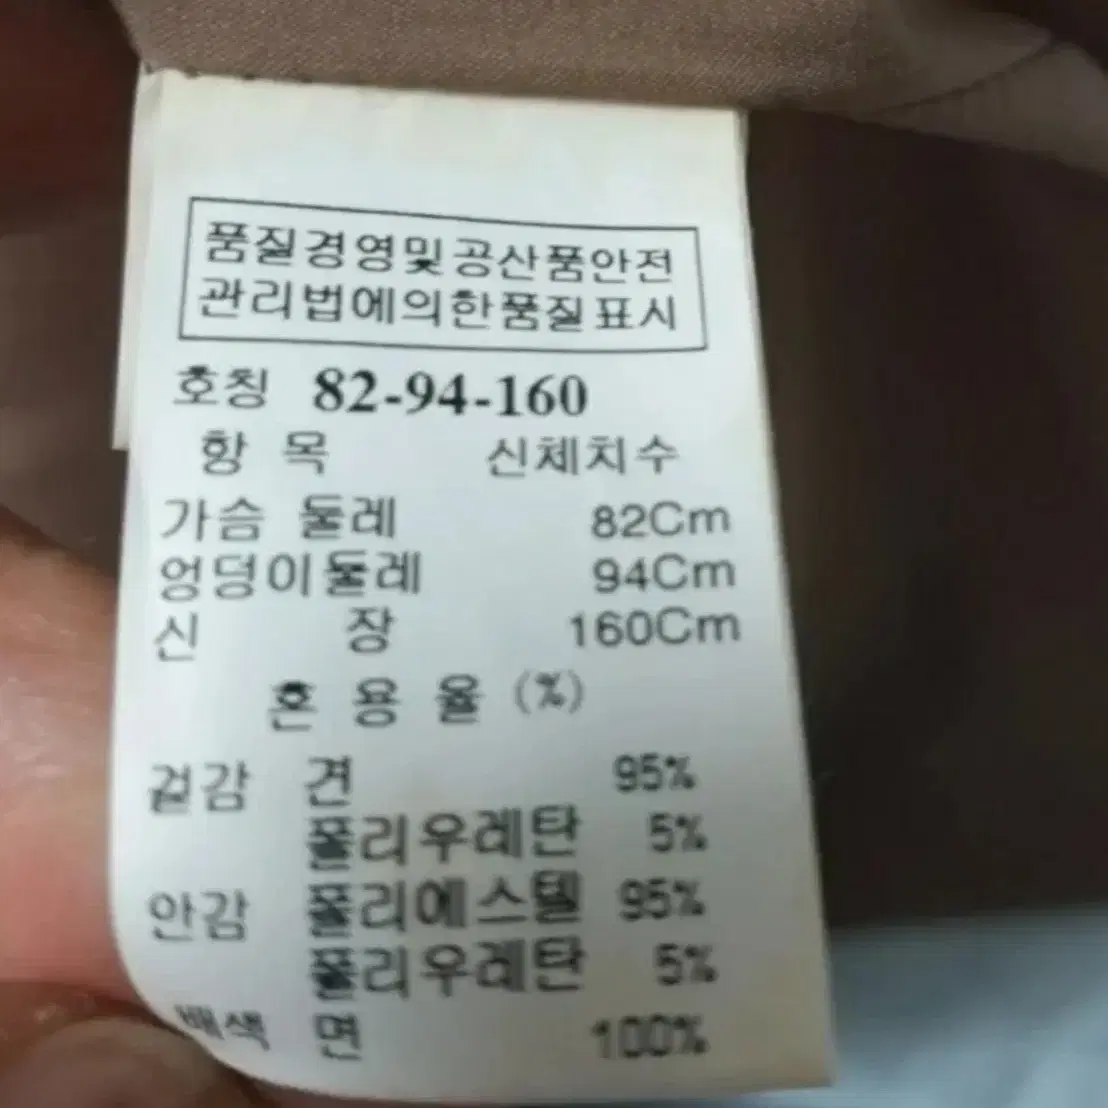 품질경영및공산품안전
관리법에의한품질표시
호칭 82-94-160
항 목 신체치수
가슴 둘레 82Cm
엉덩이둘레 94Cm
신 장 160Cm
혼 용 율 (%)
겉감 견 95%
폴리우레탄 5%
안감 폴리에스텔 95%
폴리우레탄 5%
배색 면 100%